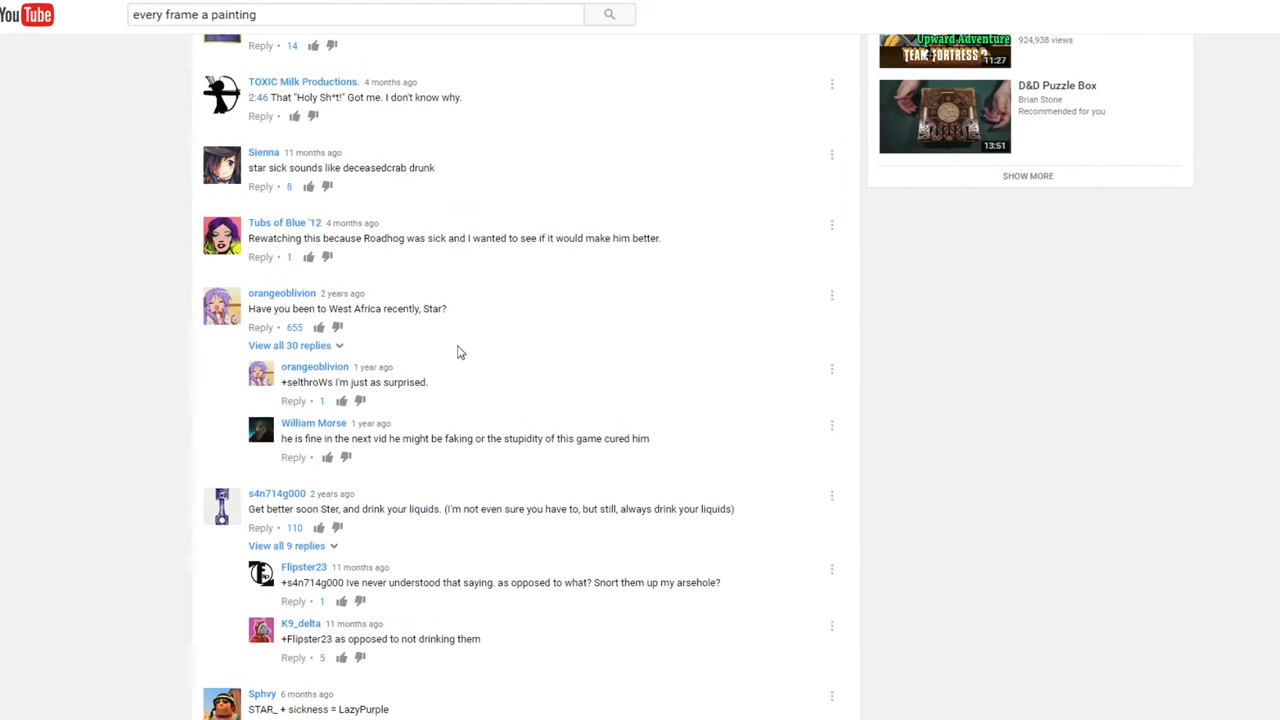 YouTube
every frame a painting
Reply • 14
Upward Adventure
TEAM FORTRESS 2
11:27
924,938 views
TOXIC Milk Productions. 4 months ago
2:46 That "Holy Sh*t!" Got me. I don't know why.
Reply •
D&D Puzzle Box
Brian Stone
Recommended for you
13:51
SHOW MORE
Sienna 11 months ago
star sick sounds like deceasedcrab drunk
Reply • 8
Tubs of Blue '12 4 months ago
Rewatching this because Roadhog was sick and I wanted to see if it would make him better.
Reply • 1
orangeoblivion 2 years ago
Have you been to West Africa recently, Star?
Reply • 655
View all 30 replies
orangeoblivion 1 year ago
+selthroWs I'm just as surprised.
Reply • 1
William Morse 1 year ago
he is fine in the next vid he might be faking or the stupidity of this game cured him
Reply •
s4n714g000 2 years ago
Get better soon Ster, and drink your liquids. (I'm not even sure you have to, but still, always drink your liquids)
Reply • 110
View all 9 replies
Flipster23 11 months ago
+s4n714g000 Ive never understood that saying. as opposed to what? Snort them up my arsehole?
Reply • 1
K9_delta 11 months ago
+Flipster23 as opposed to not drinking them
Reply • 5
Sphvy 6 months ago
STAR_ + sickness = LazyPurple